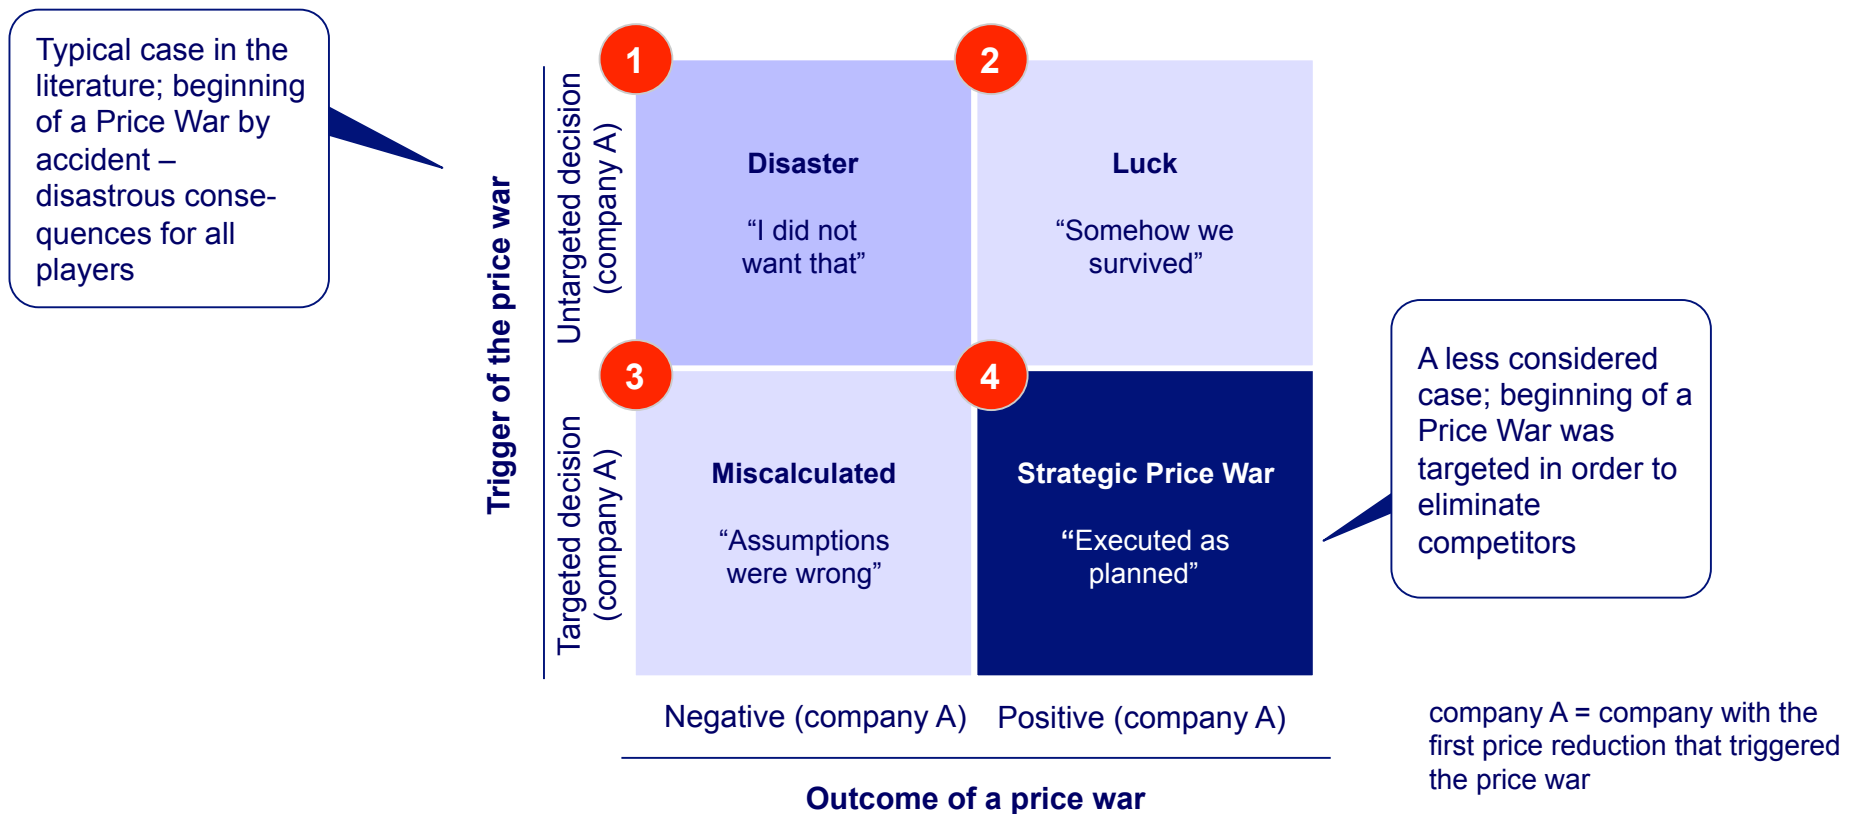 Typical case in the
literature; beginning
of a Price War by
accident –
disastrous conse-
quences for all
players
Trigger of the price war
Untargeted decision
(company A)
Targeted decision
(company A)
1
Disaster
“I did not
want that”
2
Luck
“Somehow we
survived”
3
Miscalculated
“Assumptions
were wrong”
4
Strategic Price War
“Executed as
planned”
A less considered
case; beginning of a
Price War was
targeted in order to
eliminate
competitors
Negative (company A)
Positive (company A)
Outcome of a price war
company A = company with the
first price reduction that triggered
the price war